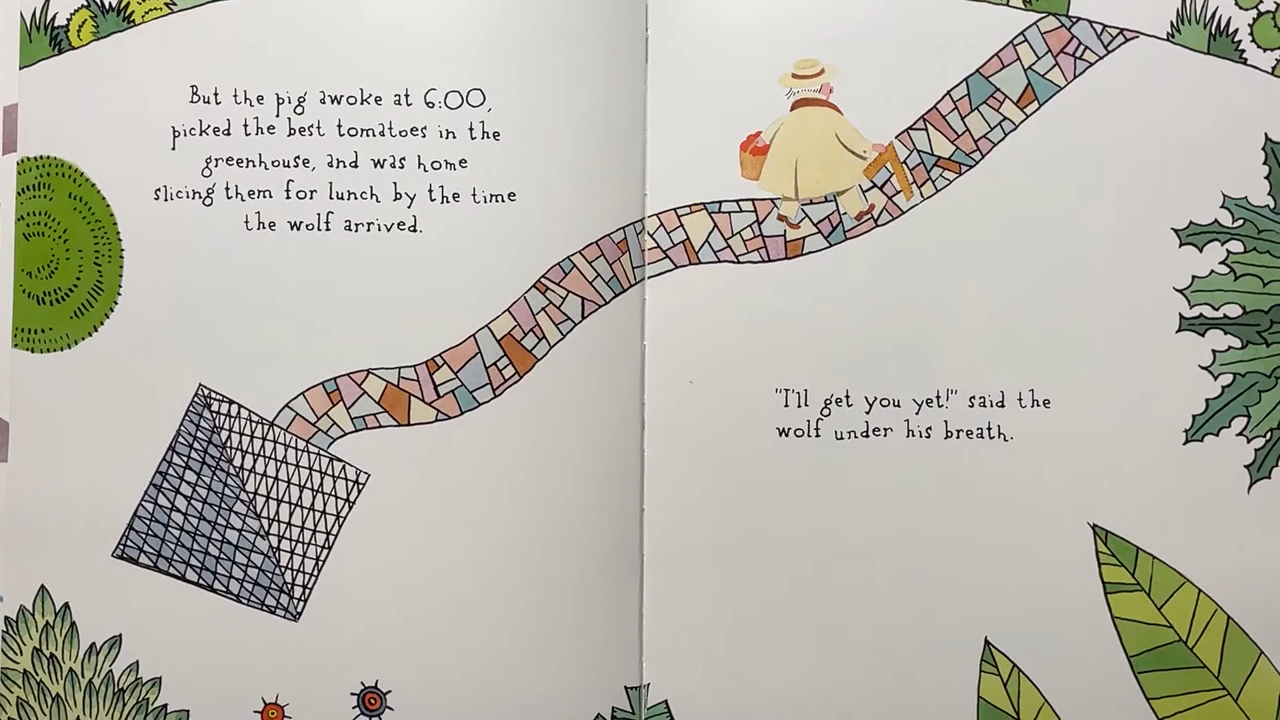 But the pig awoke at 6:00,
picked the best tomatoes in the
greenhouse, and was home
slicing them for lunch by the time
the wolf arrived.
"I'll get you yet!" said the
wolf under his breath.